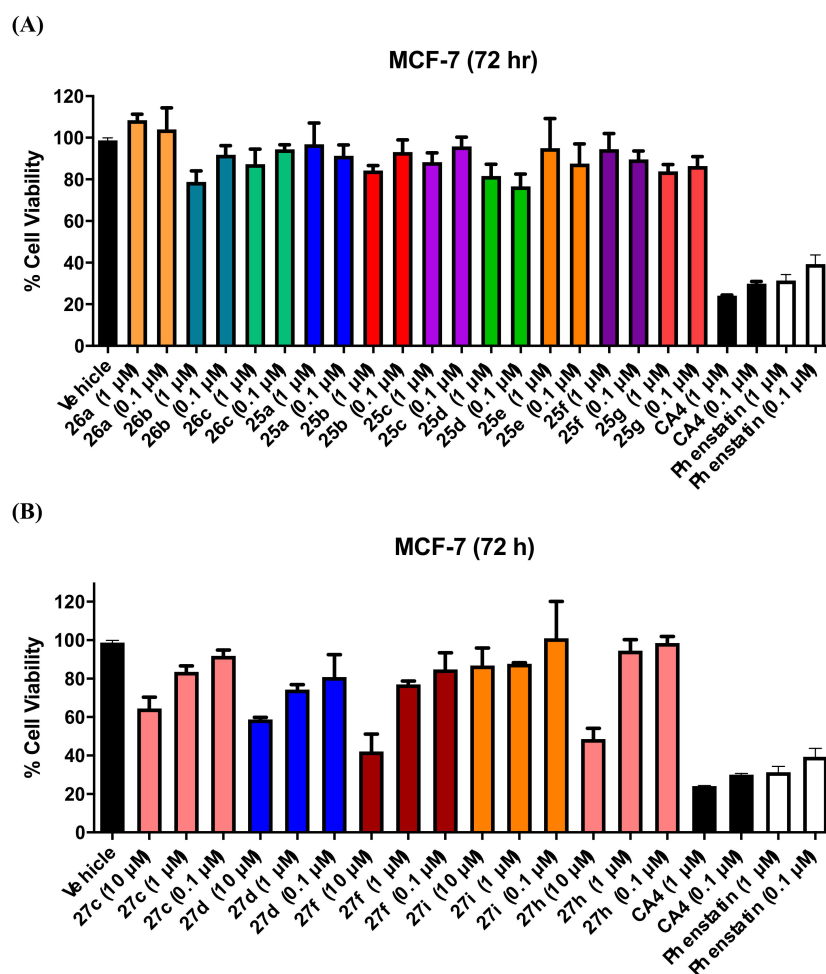 (A)
MCF-7 (72 hr)
% Cell Viability
120
100
80
60
40
20
0
Vehicle
26a (1 µM)
26a (0.1 µM)
26b (1 µM)
26b (0.1 µM)
26c (1 µM)
26c (0.1 µM)
25a (1 µM)
25a (0.1 µM)
25b (1 µM)
25b (0.1 µM)
25c (1 µM)
25c (0.1 µM)
25d (1 µM)
25d (0.1 µM)
25e (1 µM)
25e (0.1 µM)
25f (1 µM)
25f (0.1 µM)
25g (1 µM)
25g (0.1 µM)
CA4 (1 µM)
CA4 (0.1 µM)
Phenstatin (1 µM)
Phenstatin (0.1 µM)
(B)
MCF-7 (72 h)
% Cell Viability
120
100
80
60
40
20
0
Vehicle
27c (10 µM)
27c (1 µM)
27c (0.1 µM)
27d (10 µM)
27d (1 µM)
27d (0.1 µM)
27f (10 µM)
27f (1 µM)
27f (0.1 µM)
27i (10 µM)
27i (1 µM)
27i (0.1 µM)
27h (10 µM)
27h (1 µM)
27h (0.1 µM)
CA4 (1 µM)
CA4 (0.1 µM)
Phenstatin (1 µM)
Phenstatin (0.1 µM)